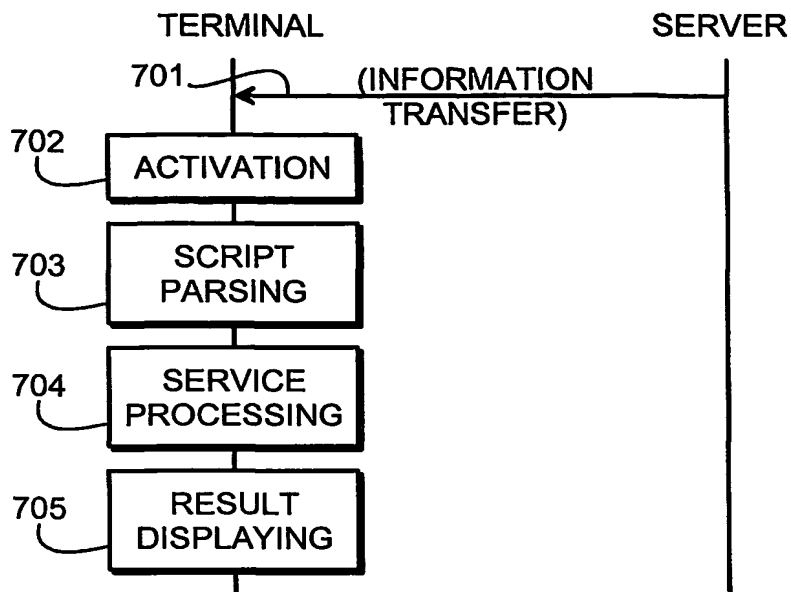 TERMINAL
SERVER
701
(INFORMATION
TRANSFER)
702
ACTIVATION
703
SCRIPT
PARSING
704
SERVICE
PROCESSING
705
RESULT
DISPLAYING